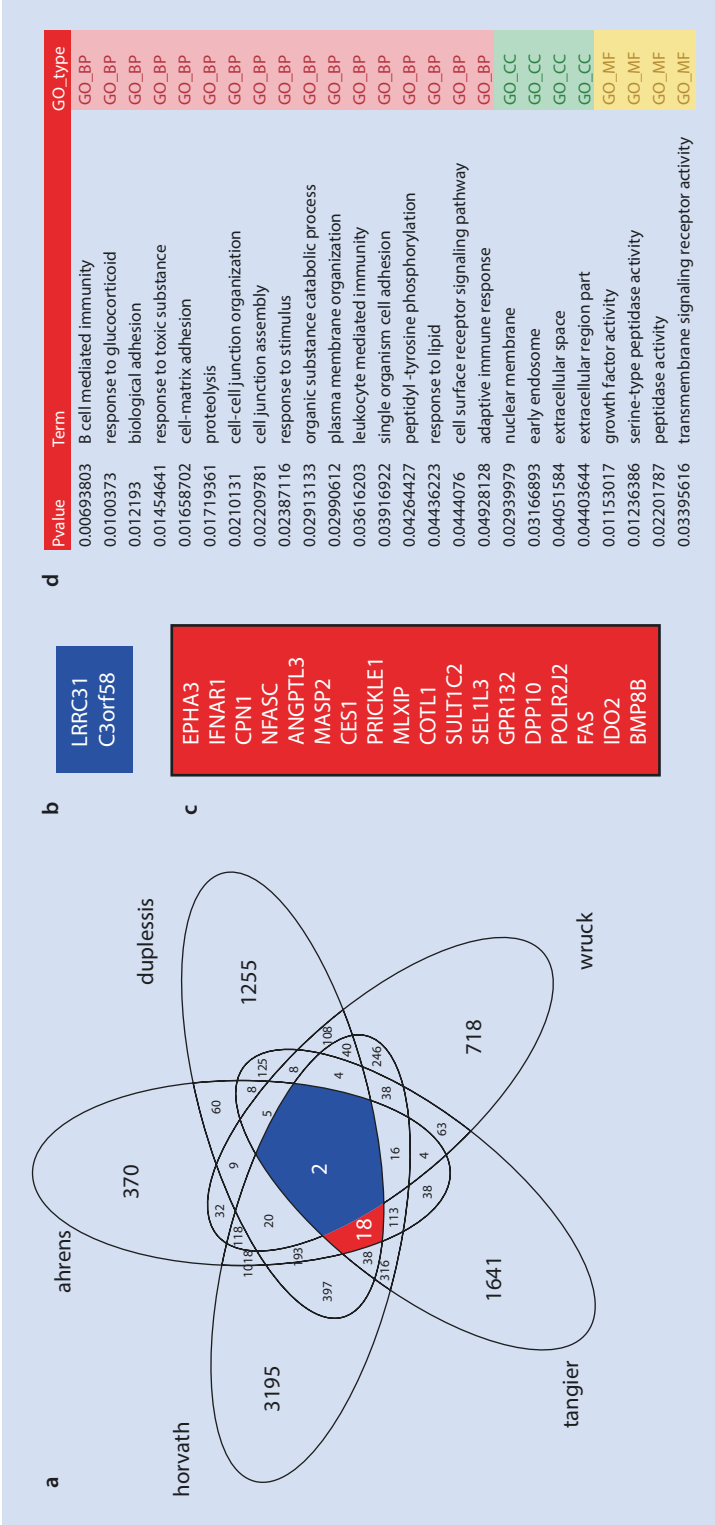 a
horvath
ahrens
duplessis
wruck
tangier
3195
370
1255
718
1641
1018
118
32
9
60
8
125
5
8
108
40
4
246
38
20
193
397
2
18
38
316
113
16
38
4
63
b
LRRC31
C3orf58
c
EPHA3
IFNAR1
CPN1
NFASC
ANGPTL3
MASP2
CES1
PRICKLE1
MLXIP
COTL1
SULT1C2
SEL1L3
GPR132
DPP10
POLR2J2
FAS
IDO2
BMP8B
d
Pvalue Term GO_type
0.00693803 B cell mediated immunity GO_BP
0.0100373 response to glucocorticoid GO_BP
0.012193 biological adhesion GO_BP
0.01454641 response to toxic substance GO_BP
0.01658702 cell-matrix adhesion GO_BP
0.01719361 proteolysis GO_BP
0.0210131 cell-cell junction organization GO_BP
0.02209781 cell junction assembly GO_BP
0.02387116 response to stimulus GO_BP
0.02913133 organic substance catabolic process GO_BP
0.02990612 plasma membrane organization GO_BP
0.03616203 leukocyte mediated immunity GO_BP
0.03916922 single organism cell adhesion GO_BP
0.04264427 peptidyl -tyrosine phosphorylation GO_BP
0.04436223 response to lipid GO_BP
0.0444076 cell surface receptor signaling pathway GO_BP
0.04928128 adaptive immune response GO_BP
0.02939979 nuclear membrane GO_CC
0.03166893 early endosome GO_CC
0.04051584 extracellular space GO_CC
0.04403644 extracellular region part GO_CC
0.01153017 growth factor activity GO_MF
0.01236386 serine-type peptidase activity GO_MF
0.02201787 peptidase activity GO_MF
0.03395616 transmembrane signaling receptor activity GO_MF